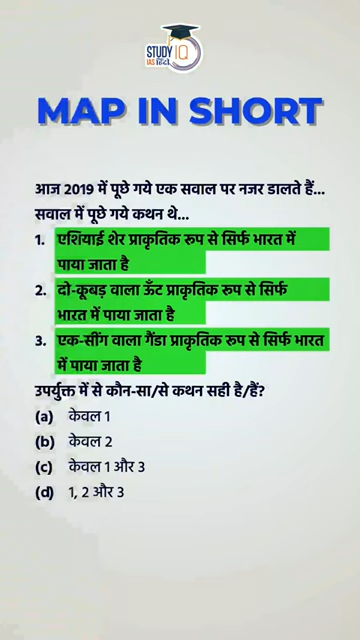 STUDY IQ
IAS हिंदी
MAP IN SHORT
आज 2019 में पूछे गये एक सवाल पर नजर डालते हैं...
सवाल में पूछे गये कथन थे...
1. एशियाई शेर प्राकृतिक रूप से सिर्फ भारत में
पाया जाता है
2. दो-कूबड़ वाला ऊँट प्राकृतिक रूप से सिर्फ
भारत में पाया जाता है
3. एक-सींग वाला गैंडा प्राकृतिक रूप से सिर्फ भारत
में पाया जाता है
उपर्युक्त में से कौन-सा/से कथन सही है/हैं?
(a) केवल 1
(b) केवल 2
(c) केवल 1 और 3
(d) 1, 2 और 3